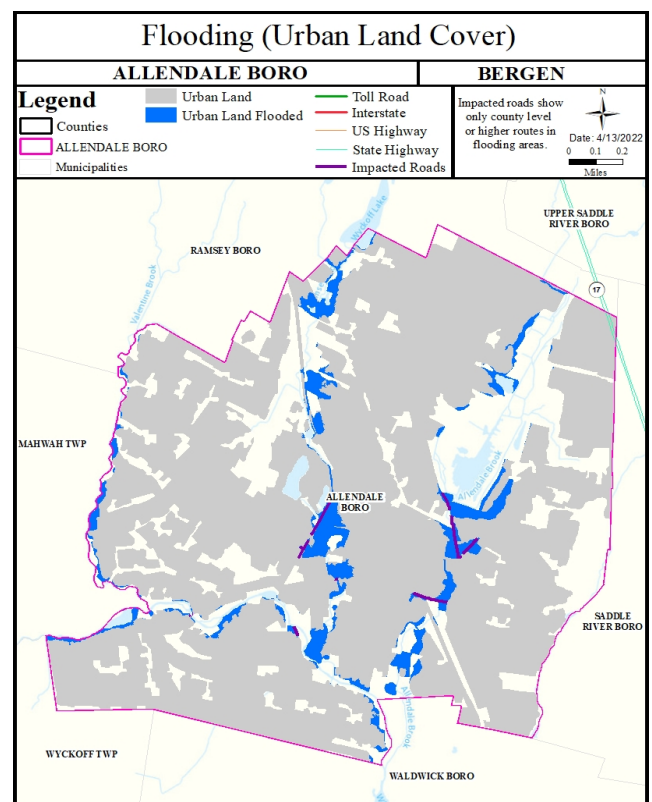 Flooding (Urban Land Cover)
ALLENDALE BORO
BERGEN
Legend
Counties
ALLENDALE BORO
Municipalities
Urban Land
Urban Land Flooded
Toll Road
Interstate
US Highway
State Highway
Impacted Roads
Impacted roads show
only county level
or higher routes in
flooding areas.
N
Date: 4/13/2022
0 0.1 0.2
Miles
UPPER SADDLE
RIVER BORO
Wyckoff Lake
RAMSEY BORO
Valentine Brook
17
MAHWAH TWP
Allendale Brook
ALLENDALE
BORO
SADDLE
RIVER BORO
Allendale Brook
WYCKOFF TWP
WALDWICK BORO